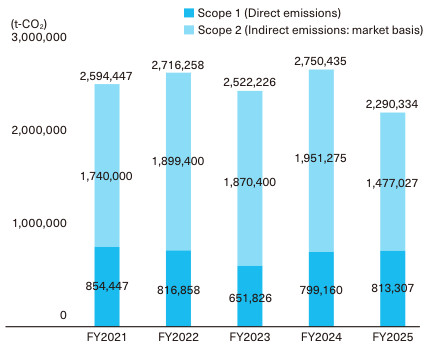 (t-CO₂)
Scope 1 (Direct emissions)
Scope 2 (Indirect emissions: market basis)
3,000,000
2,000,000
1,000,000
0
2,594,447
2,716,258
2,522,226
2,750,435
2,290,334
1,740,000
1,899,400
1,870,400
1,951,275
1,477,027
854,447
816,858
651,826
799,160
813,307
FY2021
FY2022
FY2023
FY2024
FY2025